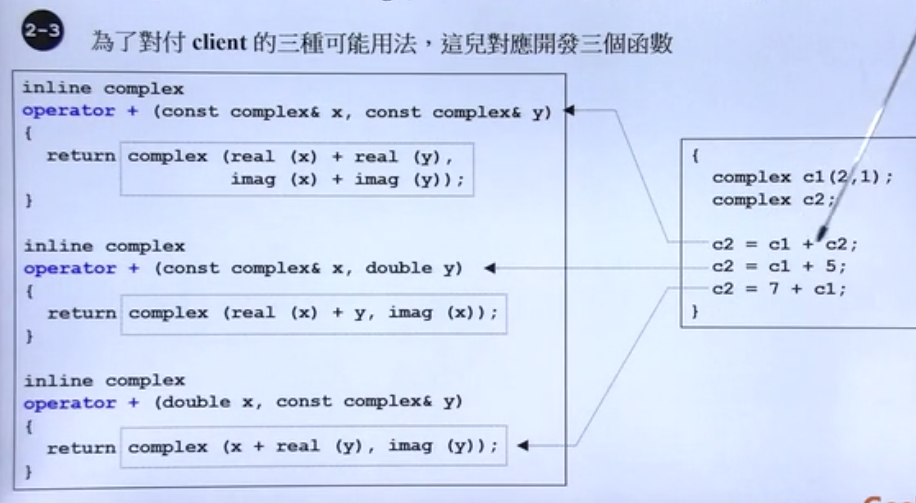 2-3
為了對付 client 的三種可能用法，這兒對應開發三個函數
inline complex
operator + (const complex& x, const complex& y)
{
return complex (real (x) + real (y),
imag (x) + imag (y));
}
inline complex
operator + (const complex& x, double y)
{
return complex (real (x) + y, imag (x));
}
inline complex
operator + (double x, const complex& y)
{
return complex (x + real (y), imag (y));
}
{
complex c1(2,1);
complex c2;
c2 = c1 + c2;
c2 = c1 + 5;
c2 = 7 + c1;
}